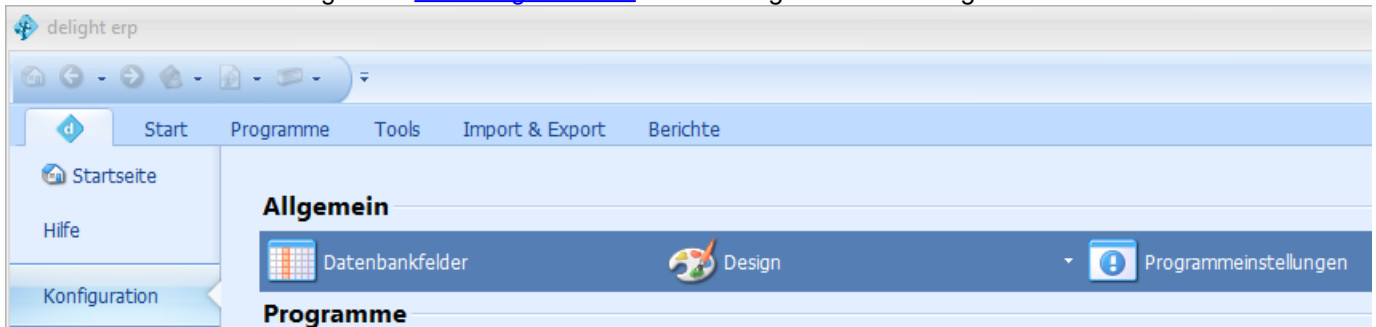 delight erp
Start Programme Tools Import & Export Berichte
Startseite
Allgemein
Hilfe
Datenbankfelder Design Programmeinstellungen
Konfiguration
Programme